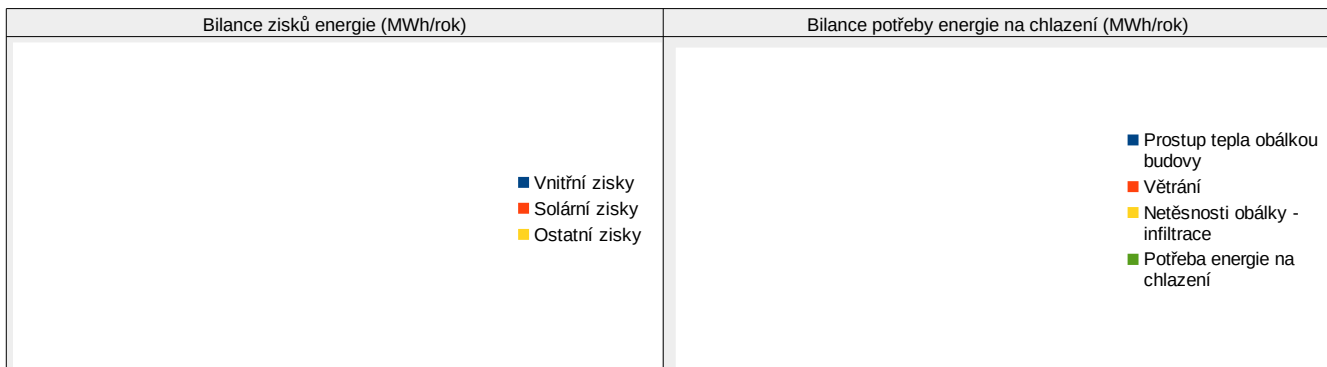 Bilance zisků energie (MWh/rok)
Bilance potřeby energie na chlazení (MWh/rok)
Vnitřní zisky
Solární zisky
Ostatní zisky
Prostup tepla obálkou
budovy
Větrání
Netěsnosti obálky -
infiltrace
Potřeba energie na
chlazení